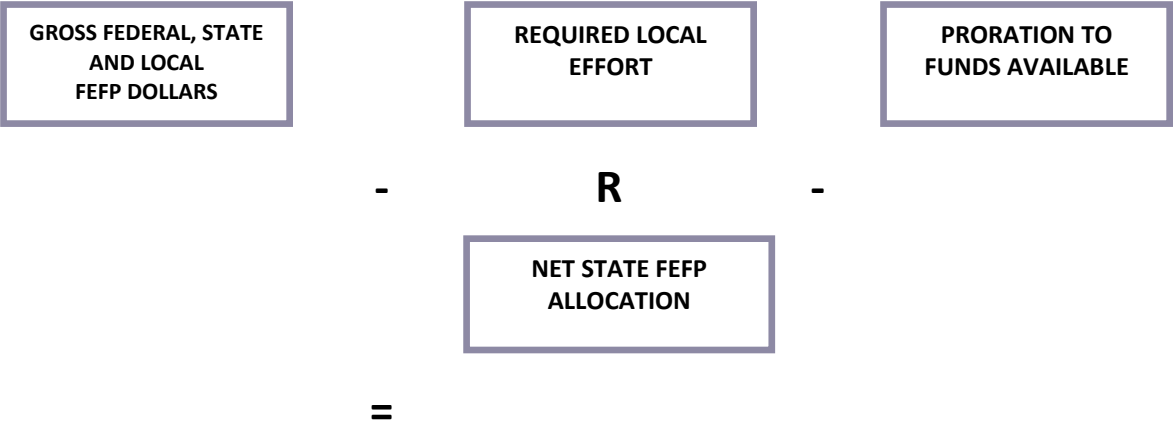 GROSS FEDERAL, STATE
AND LOCAL
FEFP DOLLARS
REQUIRED LOCAL
EFFORT
PRORATION TO
FUNDS AVAILABLE
- R -
NET STATE FEFP
ALLOCATION
=